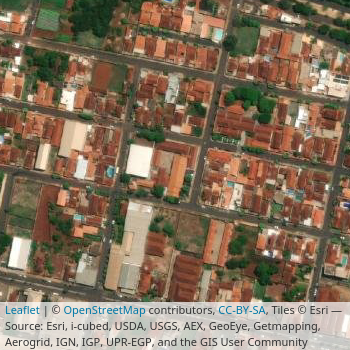 Leaflet | © OpenStreetMap contributors, CC-BY-SA, Tiles © Esri —
Source: Esri, i-cubed, USDA, USGS, AEX, GeoEye, Getmapping,
Aerogrid, IGN, IGP, UPR-EGP, and the GIS User Community